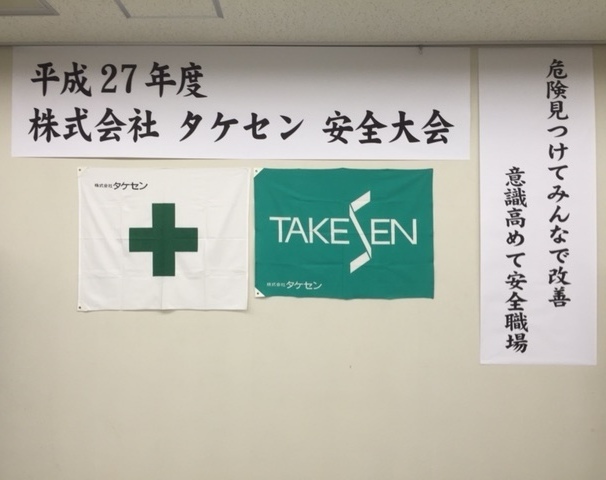 平成27年度
株式会社 タケセン 安全大会
危険見つけてみんなで改善
意識高めて安全職場
株式会社 タケセン
TAKESEN
株式会社 タケセン